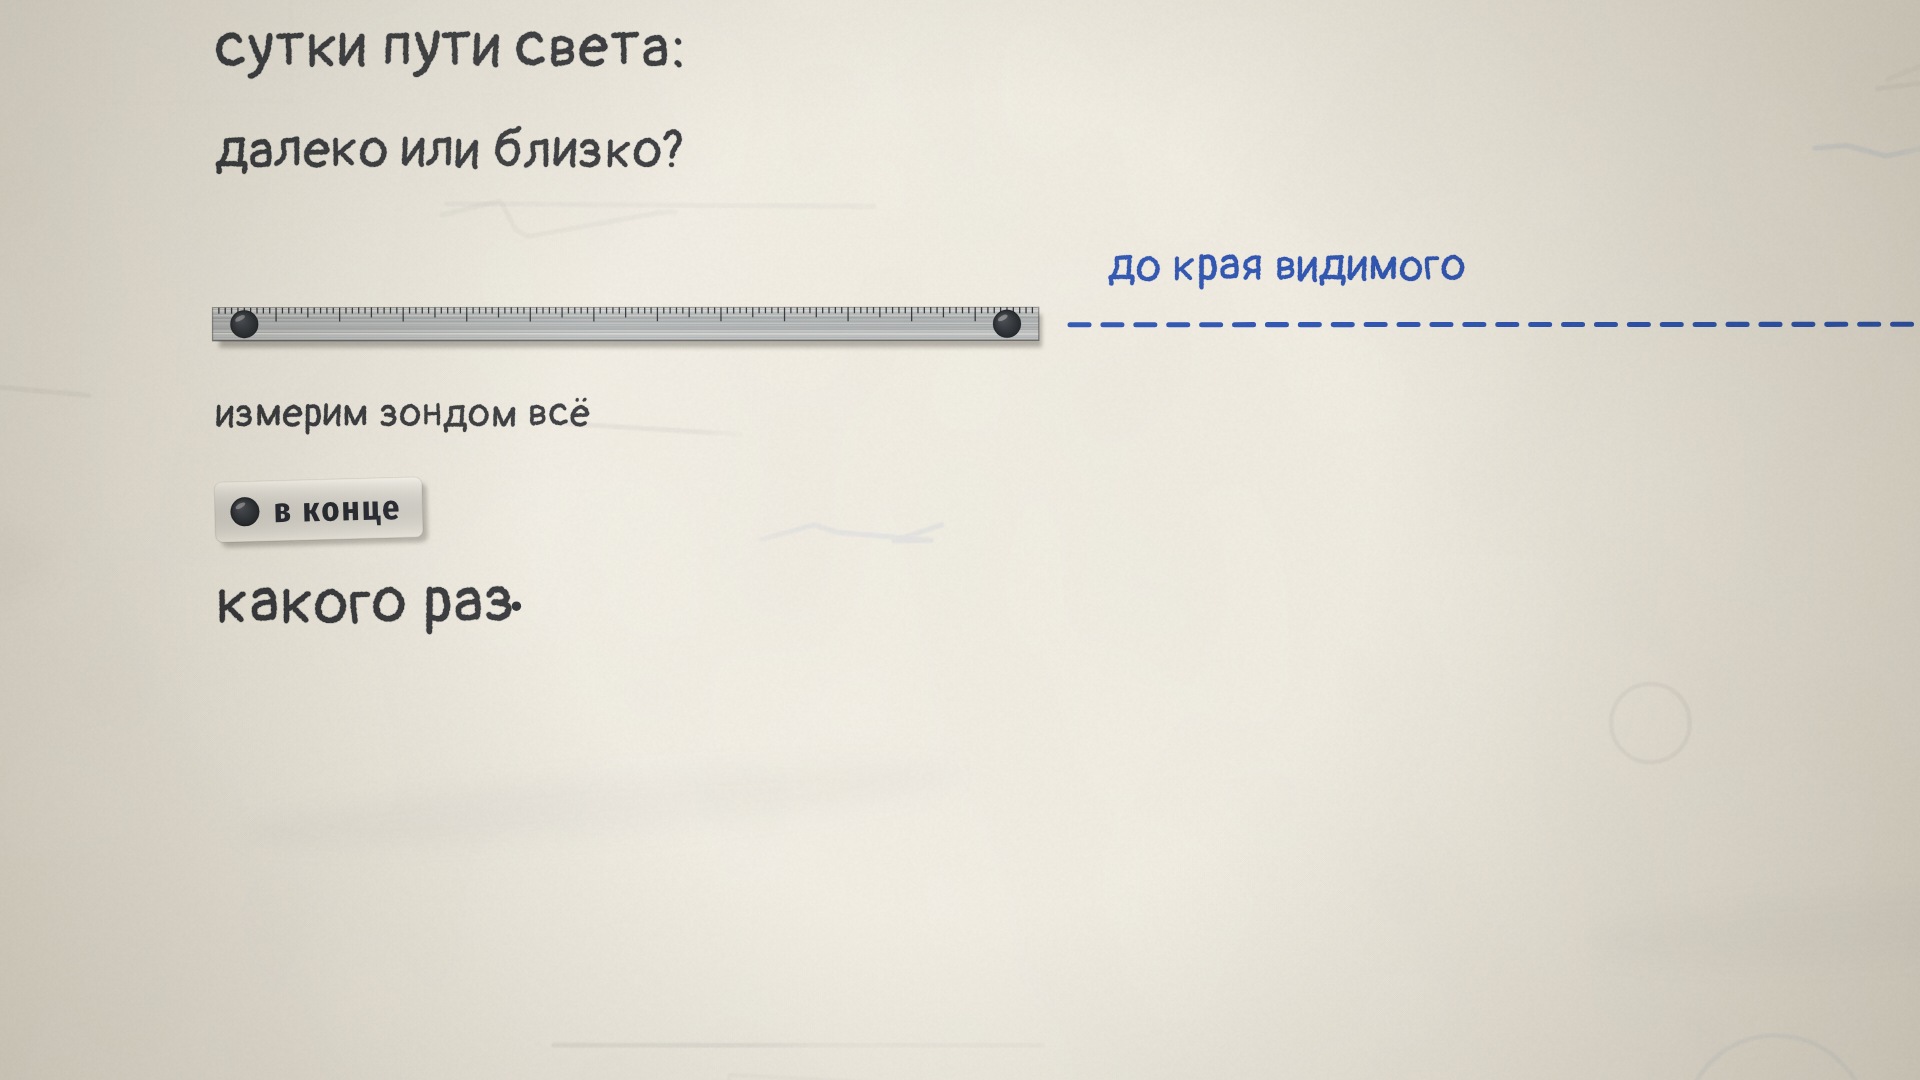 сутки пути света:
далеко или близко?
до края видимого
измерим зондом всё
в конце
какого раз